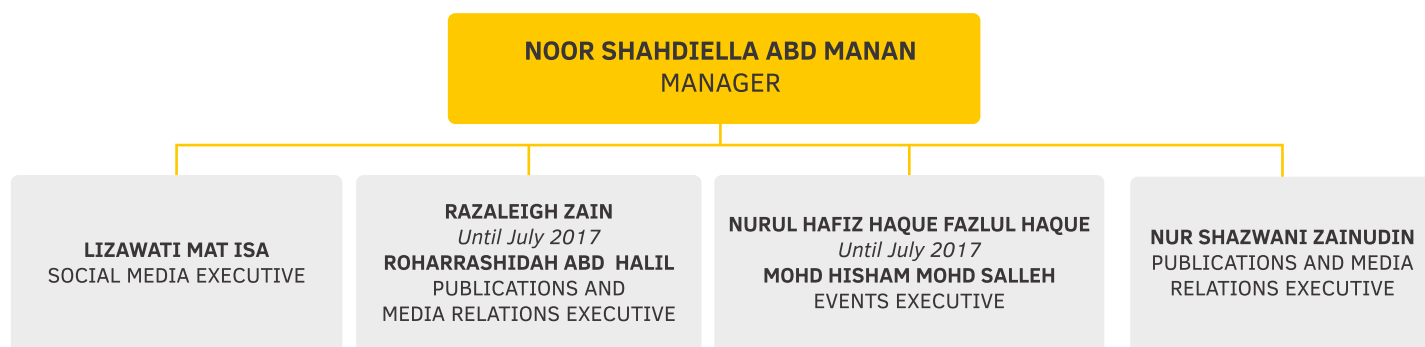 NOOR SHAHDIELLA ABD MANAN
MANAGER
LIZAWATI MAT ISA
SOCIAL MEDIA EXECUTIVE
RAZALEIGH ZAIN
Until July 2017
ROHARRASHIDAH ABD HALIL
PUBLICATIONS AND
MEDIA RELATIONS EXECUTIVE
NURUL HAFIZ HAQUE FAZLUL HAQUE
Until July 2017
MOHD HISHAM MOHD SALLEH
EVENTS EXECUTIVE
NUR SHAZWANI ZAINUDIN
PUBLICATIONS AND MEDIA
RELATIONS EXECUTIVE